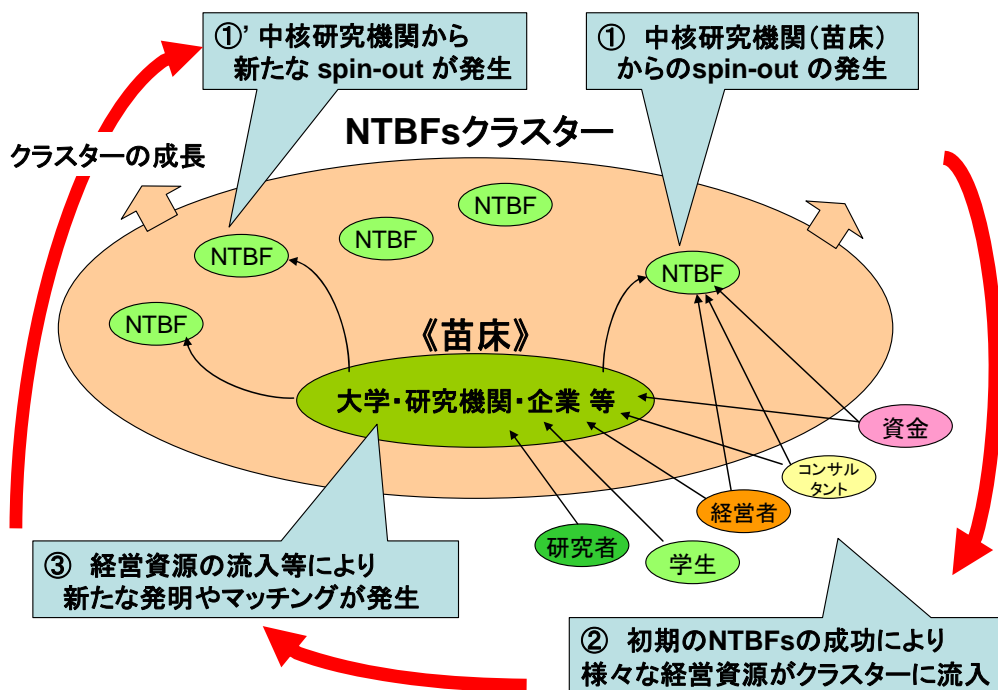 ①’ 中核研究機関から
新たな spin-out が発生
① 中核研究機関（苗床）
からのspin-out の発生
NTBFsクラスター
クラスターの成長
NTBF
NTBF
NTBF
NTBF
NTBF
《苗床》
大学・研究機関・企業 等
資金
コンサル
タント
経営者
研究者
学生
③ 経営資源の流入等により
新たな発明やマッチングが発生
② 初期のNTBFsの成功により
様々な経営資源がクラスターに流入